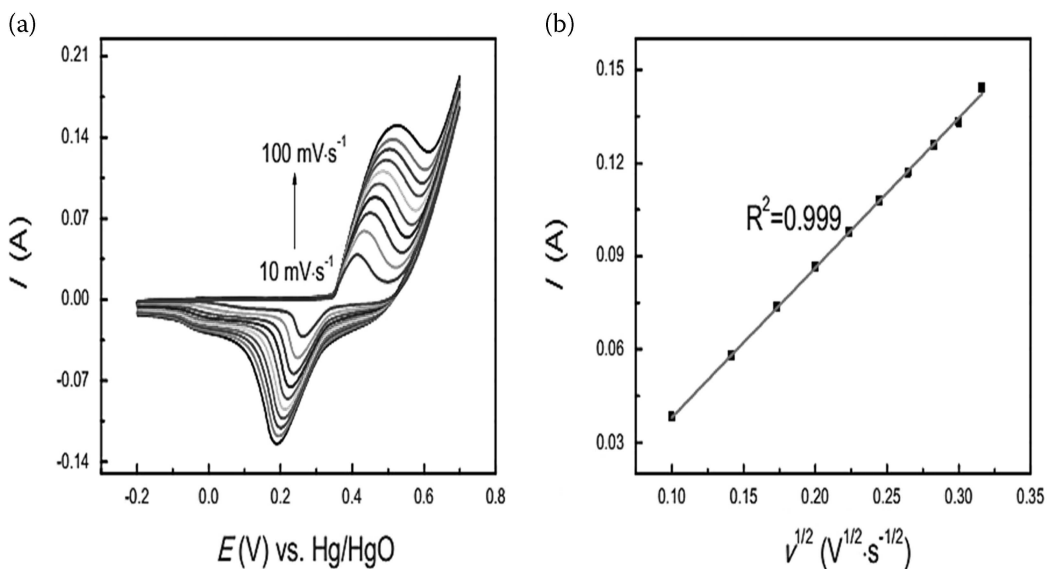 (a)
0.21
0.14
0.07
0.00
-0.07
-0.14
I (A)
100 mV·s⁻¹
10 mV·s⁻¹
-0.2 0.0 0.2 0.4 0.6 0.8
E (V) vs. Hg/HgO
(b)
0.15
0.12
0.09
0.06
0.03
I (A)
R²=0.999
0.10 0.15 0.20 0.25 0.30 0.35
v^1/2 (V^1/2·s^-1/2)